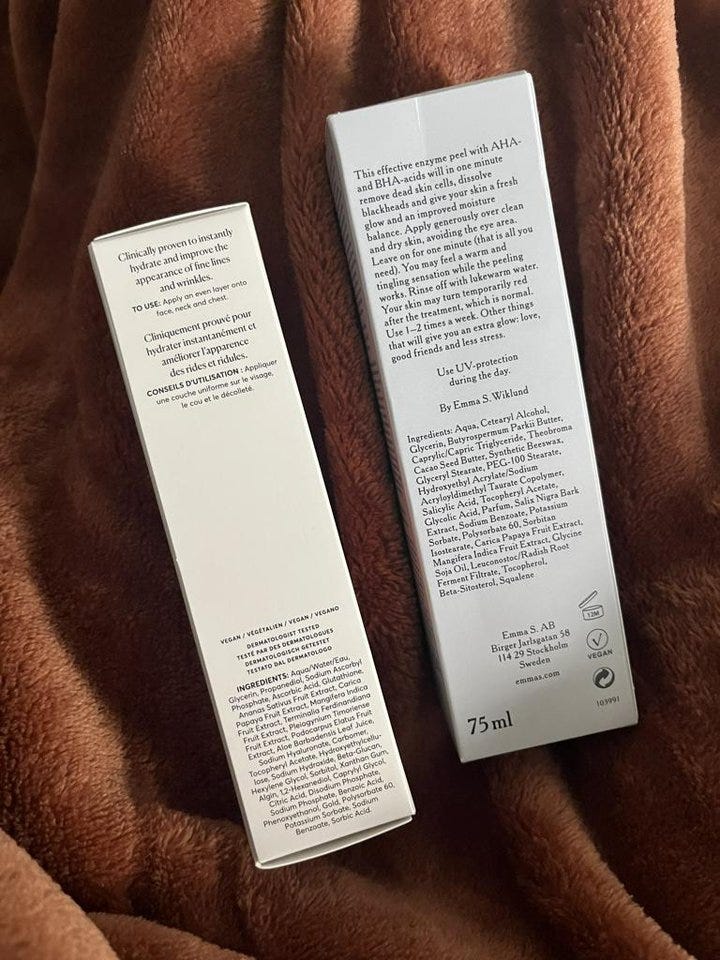 Clinically proven to instantly
hydrate and improve the
appearance of fine lines
and wrinkles.
TO USE: Apply an even layer onto
face, neck and chest.
Cliniquement prouvé pour
hydrater instantanément et
améliorer l'apparence
des rides et ridules.
CONSEILS D'UTILISATION : Appliquer
une couche uniforme sur le visage,
le cou et le décolleté.
VEGAN / VÉGÉTALIEN / VEGAN / VEGANO
DERMATOLOGIST TESTED
TESTÉ PAR DES DERMATOLOGUES
DERMATOLOGISCH GETESTET
TESTATO DAL DERMATOLOGO
INGREDIENTS: Aqua/Water/Eau,
Glycerin, Propanediol, Sodium Ascorbyl
Phosphate, Ascorbic Acid, Glutathione,
Ananas Sativus Fruit Extract, Carica
Papaya Fruit Extract, Mangifera Indica
Fruit Extract, Terminalia Ferdinandiana
Fruit Extract, Pleiogynium Timoriense
Fruit Extract, Podocarpus Elatus Fruit
Extract, Aloe Barbadensis Leaf Juice,
Sodium Hyaluronate, Carbomer,
Tocopheryl Acetate, Hydroxyethylcellu-
lose, Sodium Hydroxide, Beta-Glucan,
Hexylene Glycol, Sorbitol, Xanthan Gum,
Algin, 1,2-Hexanediol, Caprylyl Glycol,
Citric Acid, Disodium Phosphate,
Sodium Phosphate, Benzoic Acid,
Phenoxyethanol, Gold, Polysorbate 60,
Potassium Sorbate, Sodium
Benzoate, Sorbic Acid.
This effective enzyme peel with AHA-
and BHA-acids will in one minute
remove dead skin cells, dissolve
blackheads and give your skin a fresh
glow and an improved moisture
balance. Apply generously over clean
and dry skin, avoiding the eye area.
Leave on for one minute (that is all you
need). You may feel a warm and
tingling sensation while the peeling
works. Rinse off with lukewarm water.
Your skin may turn temporarily red
after the treatment, which is normal.
Use 1–2 times a week. Other things
that will give you an extra glow: love,
good friends and less stress.
Use UV-protection
during the day.
By Emma S. Wiklund
Ingredients: Aqua, Cetearyl Alcohol,
Glycerin, Butyrospermum Parkii Butter,
Caprylic/Capric Triglyceride, Theobroma
Cacao Seed Butter, Synthetic Beeswax,
Glyceryl Stearate, PEG-100 Stearate,
Hydroxyethyl Acrylate/Sodium
Acryloyldimethyl Taurate Copolymer,
Salicylic Acid, Tocopheryl Acetate,
Glycolic Acid, Parfum, Salix Nigra Bark
Extract, Sodium Benzoate, Potassium
Sorbate, Polysorbate 60, Sorbitan
Isostearate, Carica Papaya Fruit Extract,
Mangifera Indica Fruit Extract, Glycine
Soja Oil, Leuconostoc/Radish Root
Ferment Filtrate, Tocopherol,
Beta-Sitosterol, Squalene
12M
Emma S. AB
Birger Jarlsgatan 58
114 29 Stockholm
Sweden
emmas.com
VEGAN
103991
75 ml